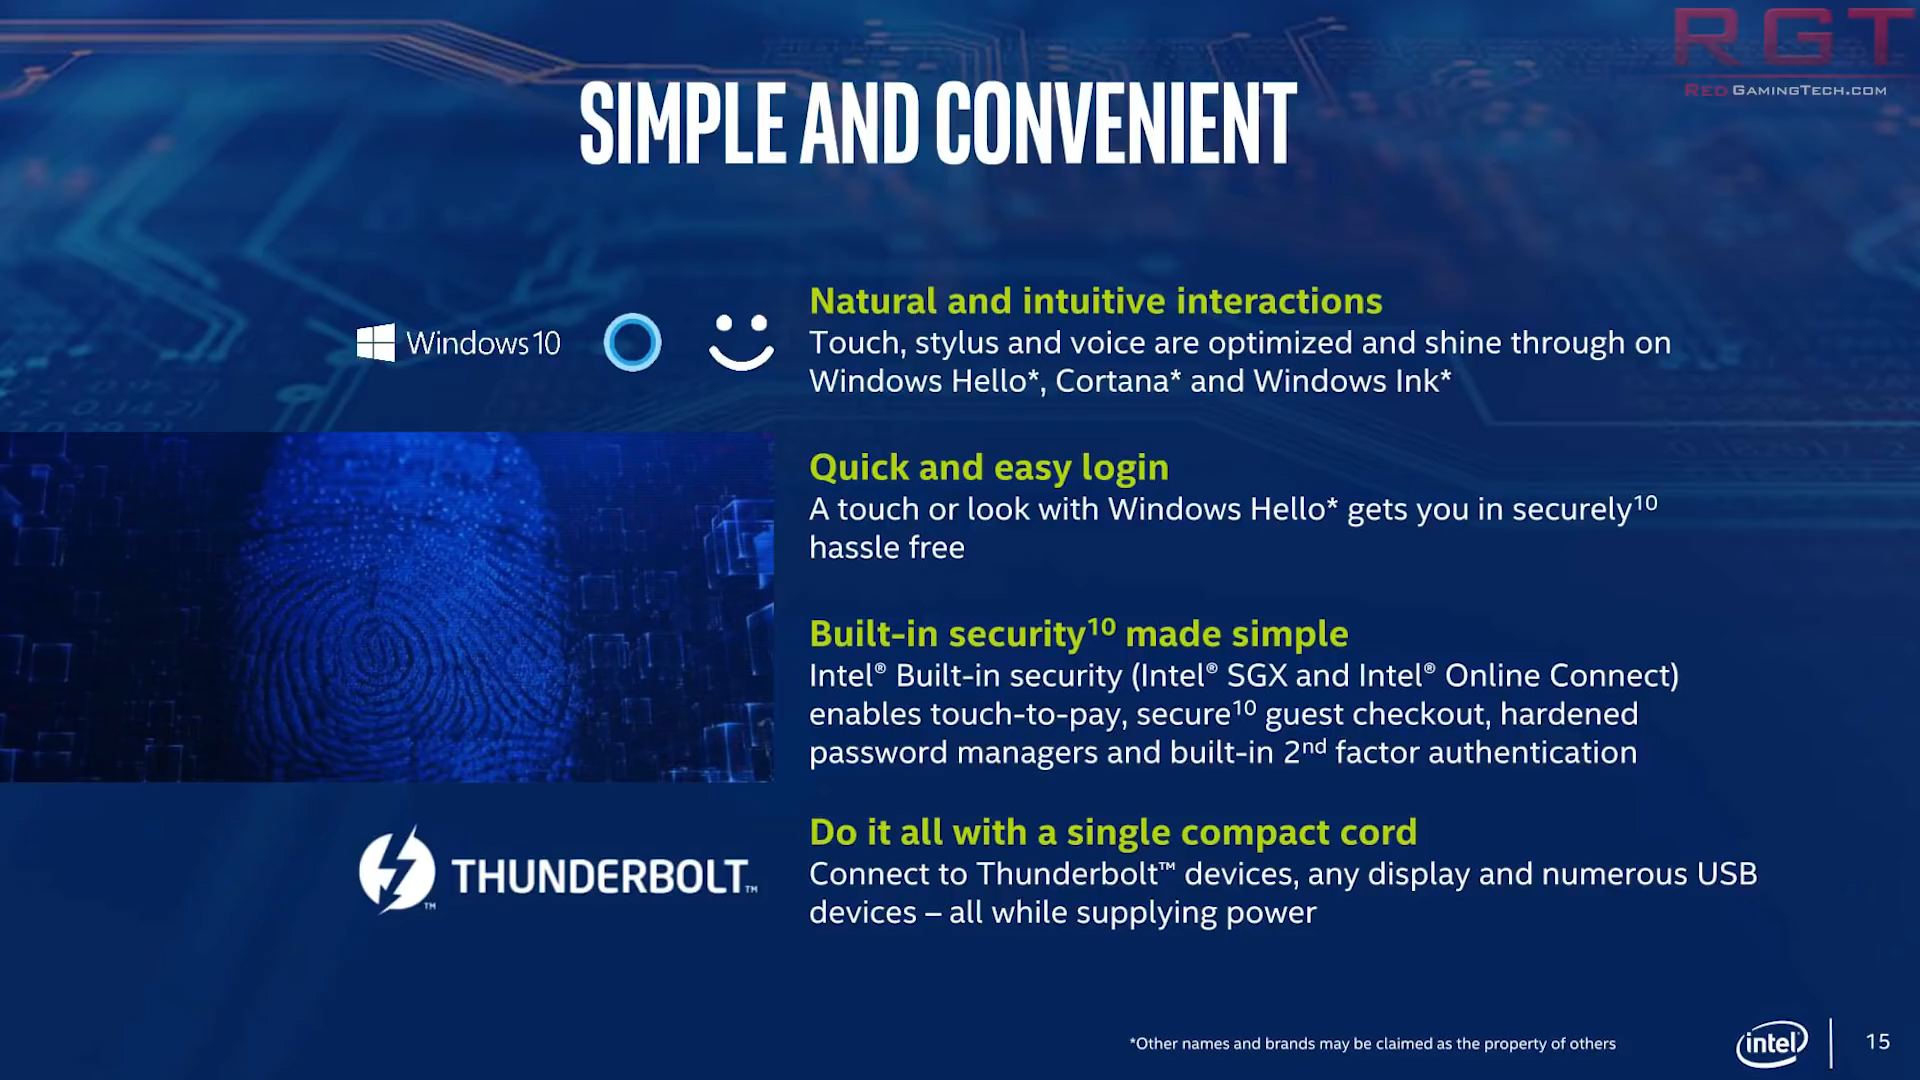 RGT
RedGamingTech.com
SIMPLE AND CONVENIENT
Natural and intuitive interactions
Windows 10
Touch, stylus and voice are optimized and shine through on
Windows Hello*, Cortana* and Windows Ink*
Quick and easy login
A touch or look with Windows Hello* gets you in securely¹⁰
hassle free
Built-in security¹⁰ made simple
Intel® Built-in security (Intel® SGX and Intel® Online Connect)
enables touch-to-pay, secure¹⁰ guest checkout, hardened
password managers and built-in 2ⁿᵈ factor authentication
Do it all with a single compact cord
THUNDERBOLT™
Connect to Thunderbolt™ devices, any display and numerous USB
devices – all while supplying power
*Other names and brands may be claimed as the property of others
intel
15